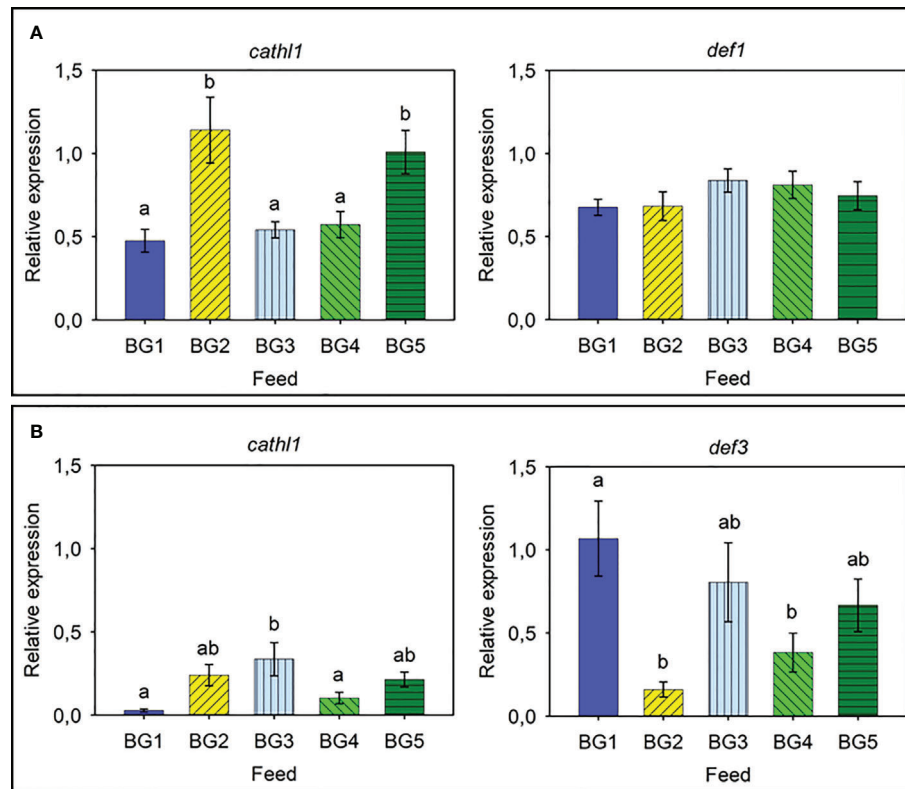 A
cathl1
def1
1,5
1,0
0,5
0,0
Relative expression
a
b
a
a
b
BG1 BG2 BG3 BG4 BG5
Feed
1,5
1,0
0,5
0,0
Relative expression
BG1 BG2 BG3 BG4 BG5
Feed
B
cathl1
def3
1,5
1,0
0,5
0,0
Relative expression
a
ab
b
a
ab
BG1 BG2 BG3 BG4 BG5
Feed
1,5
1,0
0,5
0,0
Relative expression
a
b
ab
b
ab
BG1 BG2 BG3 BG4 BG5
Feed